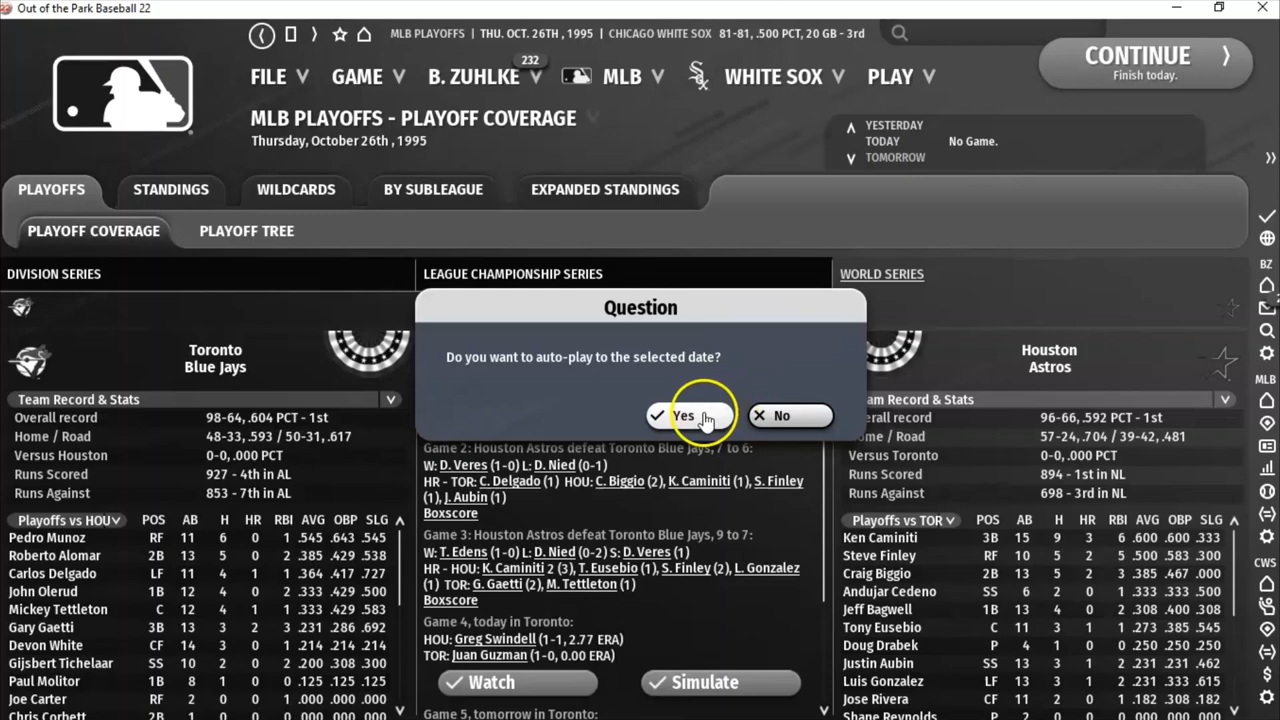 Out of the Park Baseball 22
MLB PLAYOFFS | THU. OCT. 26TH , 1995 | CHICAGO WHITE SOX 81-81, .500 PCT, 20 GB - 3rd
CONTINUE
Finish today.
232
FILE GAME B. ZUHLKE MLB WHITE SOX PLAY
MLB PLAYOFFS - PLAYOFF COVERAGE
Thursday, October 26th , 1995
YESTERDAY
TODAY No Game.
TOMORROW
PLAYOFFS STANDINGS WILDCARDS BY SUBLEAGUE EXPANDED STANDINGS
PLAYOFF COVERAGE PLAYOFF TREE
DIVISION SERIES
Toronto
Blue Jays
Team Record & Stats
Overall record 98-64, .604 PCT - 1st
Home / Road 48-33, .593 / 50-31, .617
Versus Houston 0-0, .000 PCT
Runs Scored 927 - 4th in AL
Runs Against 853 - 7th in AL
Playoffs vs HOU POS AB H HR RBI AVG OBP SLG
Pedro Munoz RF 11 6 0 1 .545 .643 .545
Roberto Alomar 2B 13 5 0 2 .385 .429 .538
Carlos Delgado LF 11 4 1 1 .364 .417 .727
John Olerud 1B 12 4 0 1 .333 .429 .500
Mickey Tettleton C 12 4 1 1 .333 .429 .583
Gary Gaetti 3B 13 3 2 3 .231 .286 .692
Devon White CF 14 3 0 1 .214 .214 .214
Gijsbert Tichelaar SS 10 2 0 0 .200 .308 .300
Paul Molitor 1B 8 1 0 0 .125 .125 .125
Joe Carter RF 2 0 0 1 .000 .000 .000
Chris Corbett 2B
LEAGUE CHAMPIONSHIP SERIES
Question
Do you want to auto-play to the selected date?
Yes No
Game 2: Houston Astros defeat Toronto Blue Jays, 7 to 6:
W: D. Veres (1-0) L: D. Nied (0-1)
HR - TOR: C. Delgado (1) HOU: C. Biggio (2), K. Caminiti (1), S. Finley
(1), J. Aubin (1)
Boxscore
Game 3: Houston Astros defeat Toronto Blue Jays, 9 to 7:
W: T. Edens (1-0) L: D. Nied (0-2) S: D. Veres (1)
HR - HOU: K. Caminiti 2 (3), T. Eusebio (1), S. Finley (2), L. Gonzalez
(1) TOR: G. Gaetti (2), M. Tettleton (1)
Boxscore
Game 4, today in Toronto:
HOU: Greg Swindell (1-1, 2.77 ERA)
TOR: Juan Guzman (1-0, 0.00 ERA)
Watch Simulate
Game 5, tomorrow in Toronto:
WORLD SERIES
Houston
Astros
Team Record & Stats
Overall record 96-66, .592 PCT - 1st
Home / Road 57-24, .704 / 39-42, .481
Versus Toronto 0-0, .000 PCT
Runs Scored 894 - 1st in NL
Runs Against 698 - 3rd in NL
Playoffs vs TOR POS AB H HR RBI AVG OBP SLG
Ken Caminiti 3B 15 9 3 6 .600 .600 .333
Steve Finley RF 10 5 2 5 .500 .583 .300
Craig Biggio 2B 13 5 2 2 .385 .467 .000
Andujar Cedeno SS 6 2 0 0 .333 .429 .500
Jeff Bagwell 1B 13 4 0 2 .308 .400 .308
Tony Eusebio C 11 3 1 3 .273 .385 .545
Doug Drabek P 4 1 0 0 .250 .250 .250
Justin Aubin SS 13 3 1 1 .231 .231 .462
Luis Gonzalez LF 13 3 1 2 .231 .333 .615
Jose Rivera CF 11 2 0 1 .182 .308 .182
Shane Reynolds P
BZ
MLB
CWS